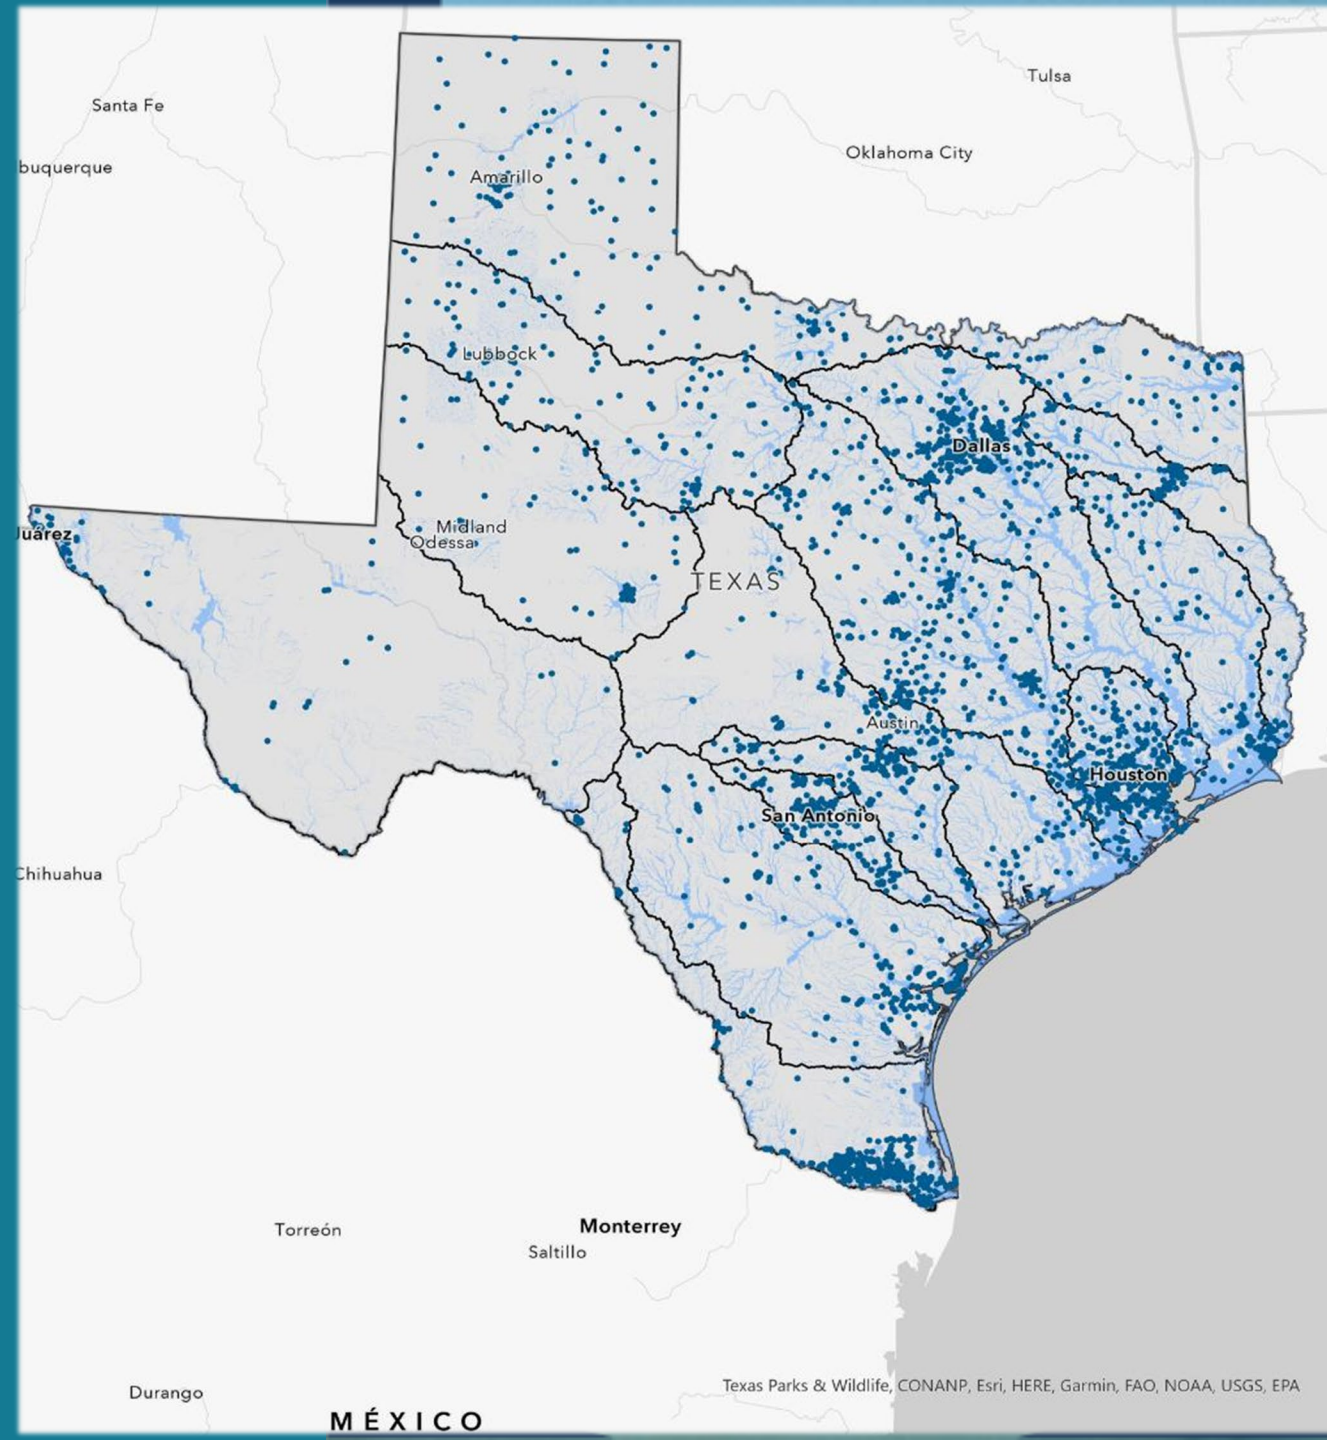 Tulsa
Santa Fe
Oklahoma City
buquerque
Amarillo
Lubbock
Dallas
Midland
Odessa
Juárez
TEXAS
Austin
Houston
San Antonio
Chihuahua
Monterrey
Torreón
Saltillo
Texas Parks & Wildlife, CONANP, Esri, HERE, Garmin, FAO, NOAA, USGS, EPA
Durango
MÉXICO